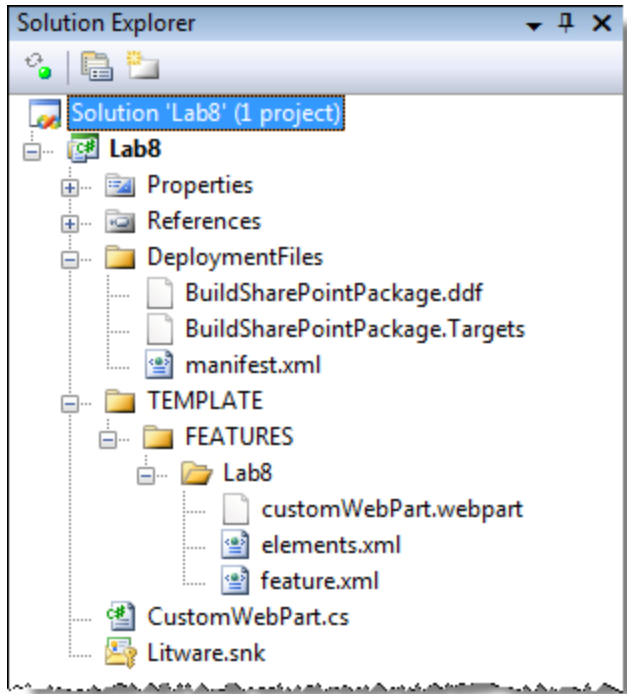 Solution Explorer
Solution 'Lab8' (1 project)
Lab8
Properties
References
DeploymentFiles
BuildSharePointPackage.ddf
BuildSharePointPackage.Targets
manifest.xml
TEMPLATE
FEATURES
Lab8
customWebPart.webpart
elements.xml
feature.xml
CustomWebPart.cs
Litware.snk